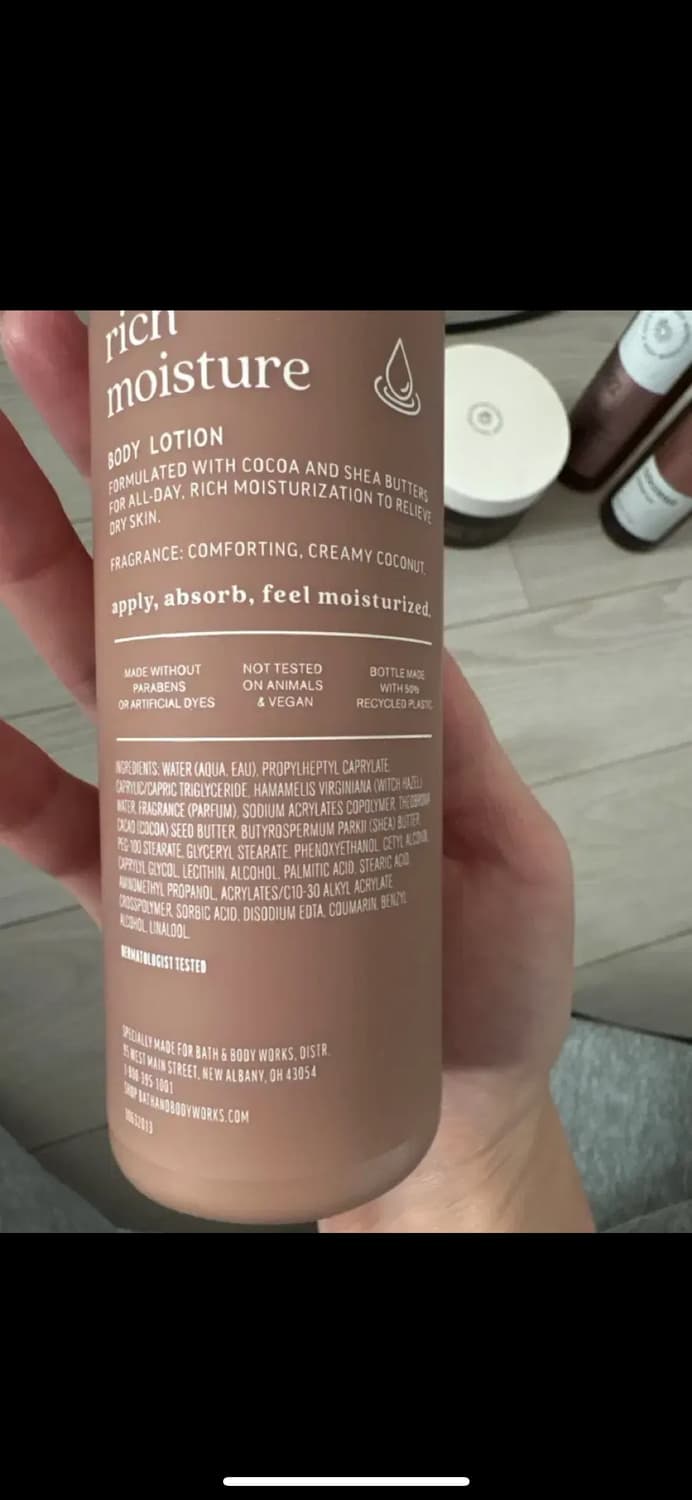 rich
moisture
BODY LOTION
FORMULATED WITH COCOA AND SHEA BUTTERS
FOR ALL-DAY, RICH MOISTURIZATION TO RELIEVE
DRY SKIN.
FRAGRANCE: COMFORTING, CREAMY COCONUT.
apply, absorb, feel moisturized.
MADE WITHOUT
PARABENS
OR ARTIFICIAL DYES
NOT TESTED
ON ANIMALS
& VEGAN
BOTTLE MADE
WITH 50%
RECYCLED PLASTIC
INGREDIENTS: WATER (AQUA, EAU), PROPYLHEPTYL CAPRYLATE,
CAPRYLIC/CAPRIC TRIGLYCERIDE, HAMAMELIS VIRGINIANA (WITCH HAZEL)
WATER, FRAGRANCE (PARFUM), SODIUM ACRYLATES COPOLYMER, THEOBROMA
CACAO (COCOA) SEED BUTTER, BUTYROSPERMUM PARKII (SHEA) BUTTER,
PEG-100 STEARATE, GLYCERYL STEARATE, PHENOXYETHANOL, CETYL ALCOHOL,
CAPRYLYL GLYCOL, LECITHIN, ALCOHOL, PALMITIC ACID, STEARIC ACID,
AMINOMETHYL PROPANOL, ACRYLATES/C10-30 ALKYL ACRYLATE
CROSSPOLYMER, SORBIC ACID, DISODIUM EDTA, COUMARIN, BENZYL
ALCOHOL, LINALOOL.
DERMATOLOGIST TESTED
SPECIALLY MADE FOR BATH & BODY WORKS, DISTR.
95 WEST MAIN STREET, NEW ALBANY, OH 43054
1 800 395 1001
SHOP BATHANDBODYWORKS.COM